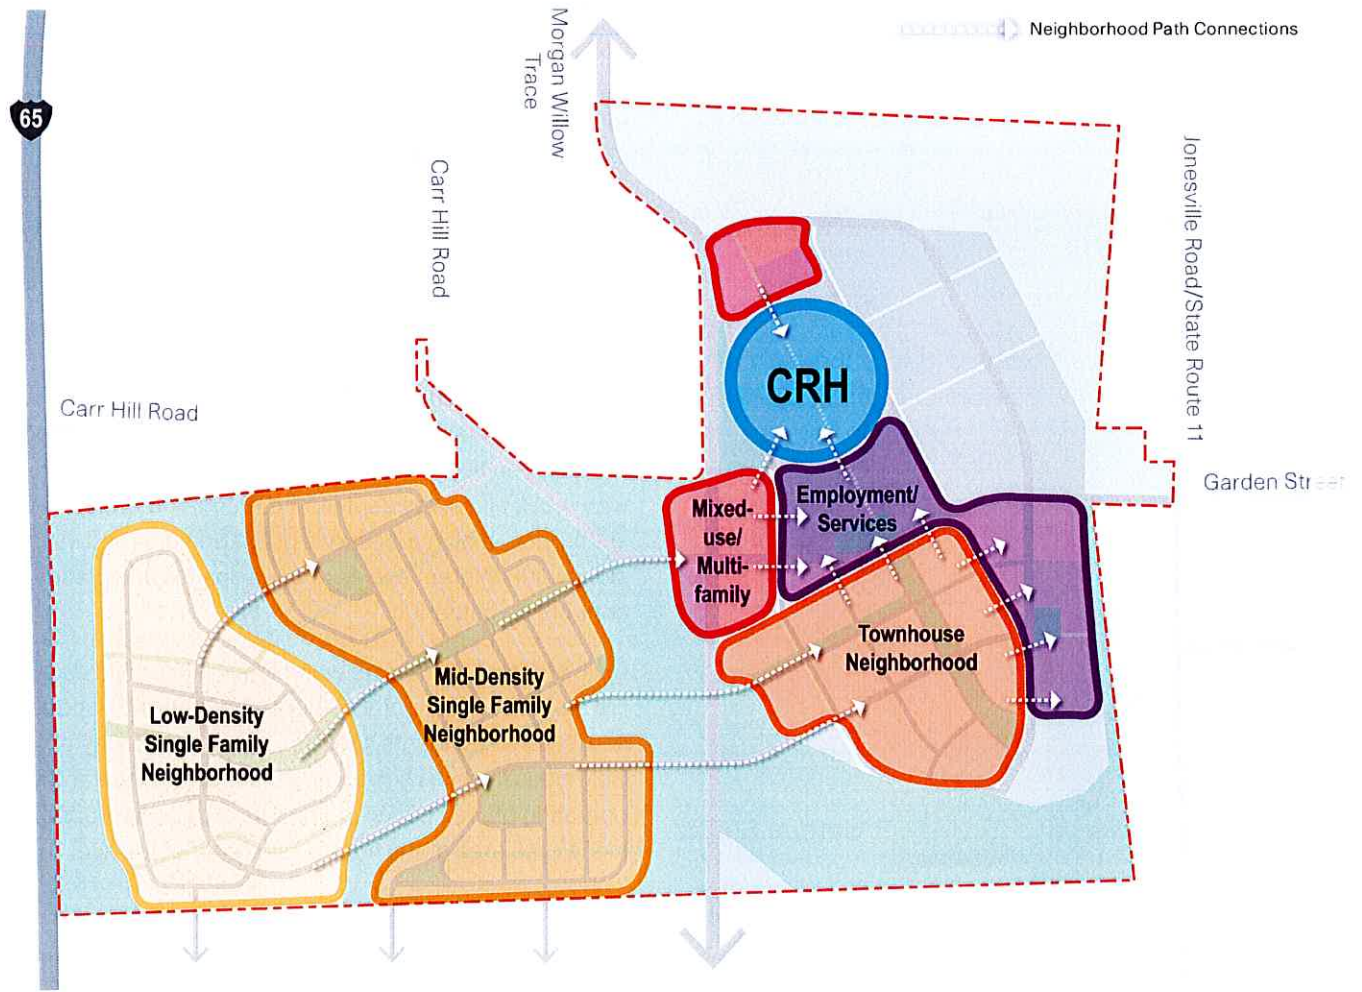 Neighborhood Path Connections
Morgan Willow
Trace
65
Carr Hill Road
Jonesville Road/State Route 11
Carr Hill Road
CRH
Garden Street
Mixed-
use/
Multi-
family
Employment/
Services
Townhouse
Neighborhood
Mid-Density
Single Family
Neighborhood
Low-Density
Single Family
Neighborhood